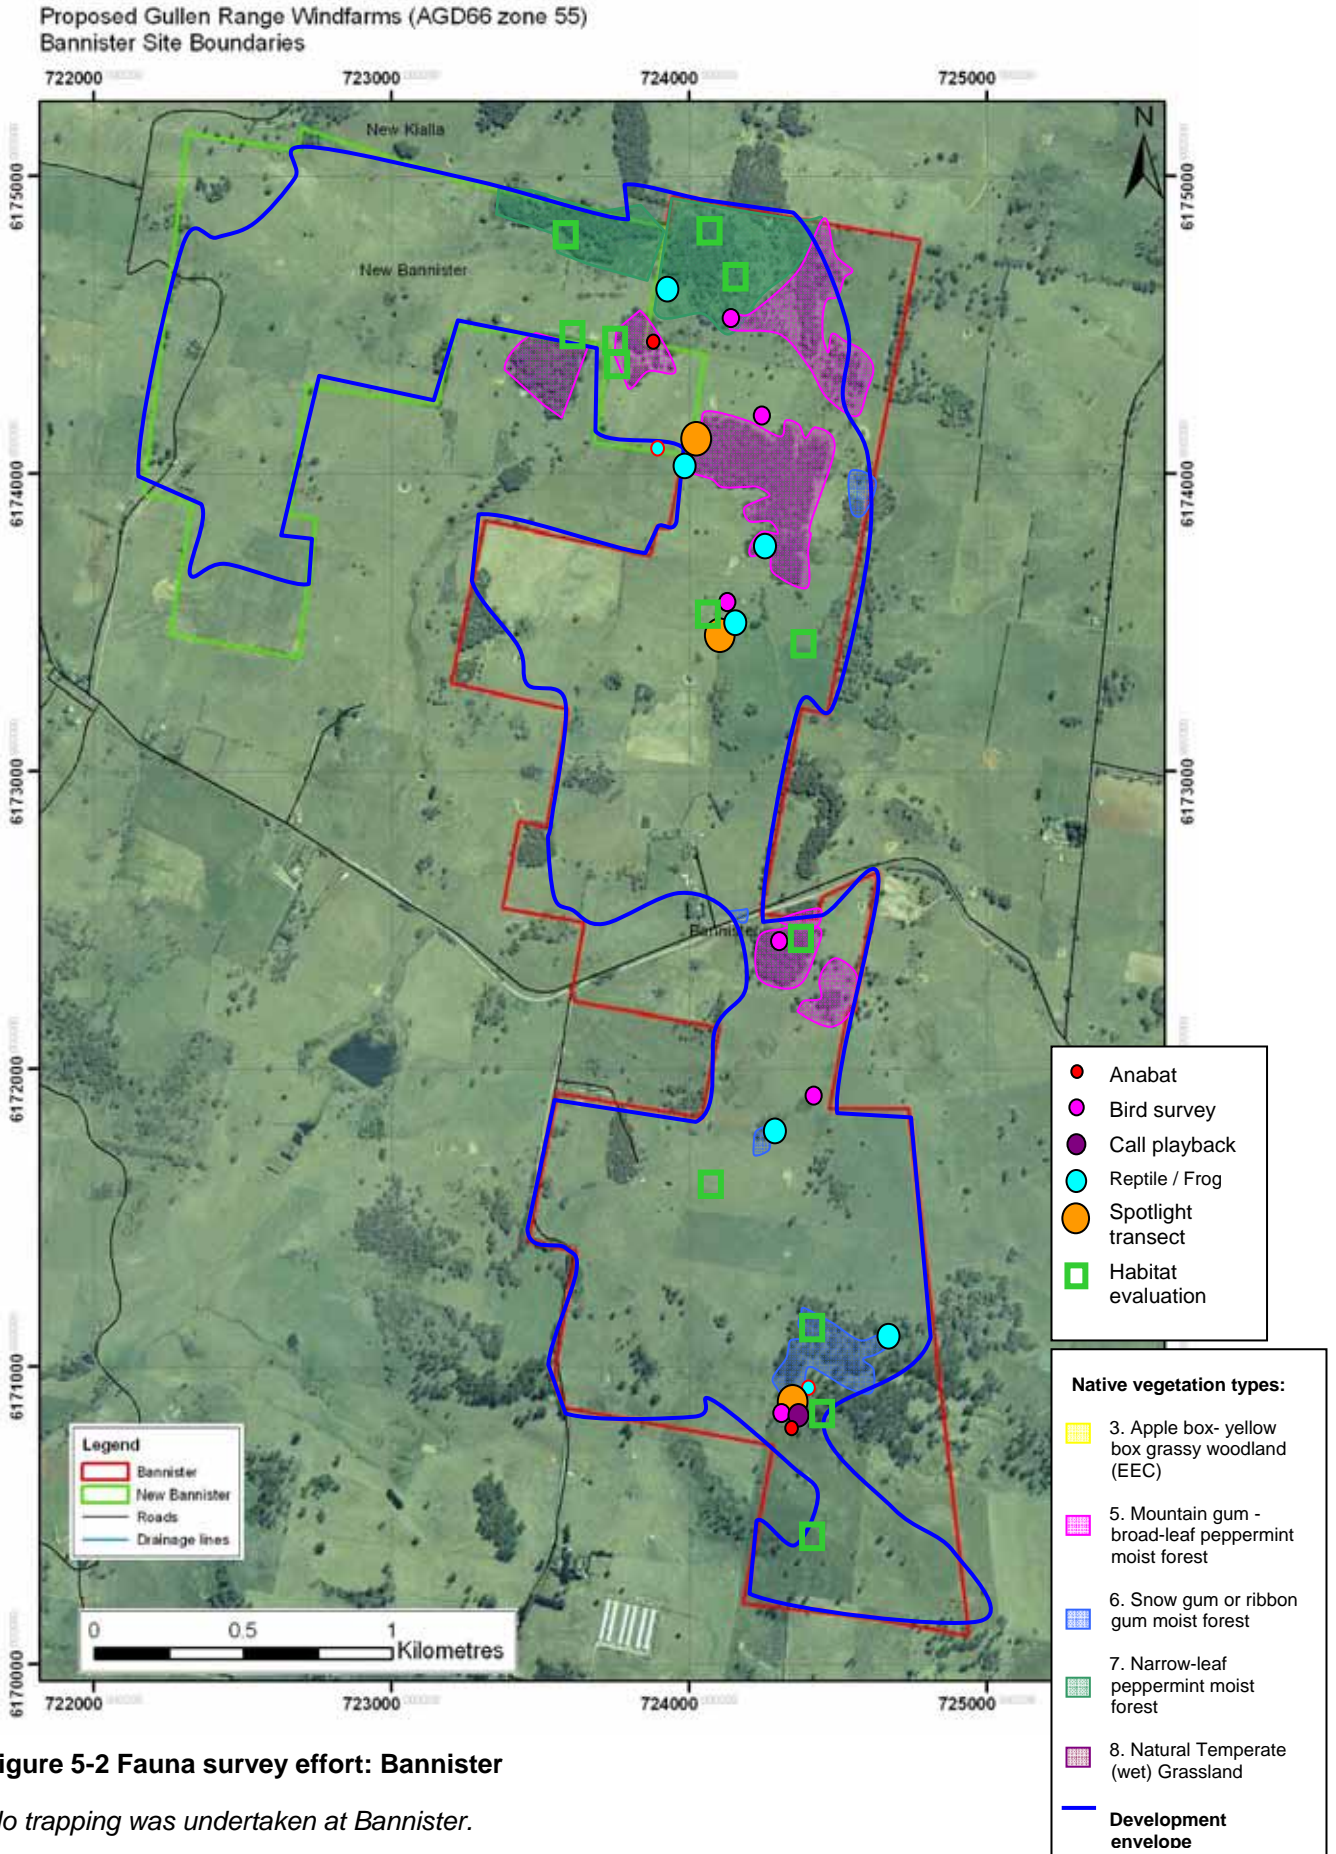 Proposed Gullen Range Windfarms (AGD66 zone 55)
Bannister Site Boundaries
722000
723000
724000
725000
N
New Kialla
New Bannister
Bannister
6175000
6174000
6173000
6172000
6171000
6170000
6175000
6174000
6173000
Anabat
Bird survey
Call playback
Reptile / Frog
Spotlight
transect
Habitat
evaluation
Native vegetation types:
3. Apple box- yellow
box grassy woodland
(EEC)
5. Mountain gum -
broad-leaf peppermint
moist forest
6. Snow gum or ribbon
gum moist forest
7. Narrow-leaf
peppermint moist
forest
8. Natural Temperate
(wet) Grassland
Development
envelope
Legend
Bannister
New Bannister
Roads
Drainage lines
0 0.5 1
Kilometres
722000
723000
724000
725000
igure 5-2 Fauna survey effort: Bannister
lo trapping was undertaken at Bannister.